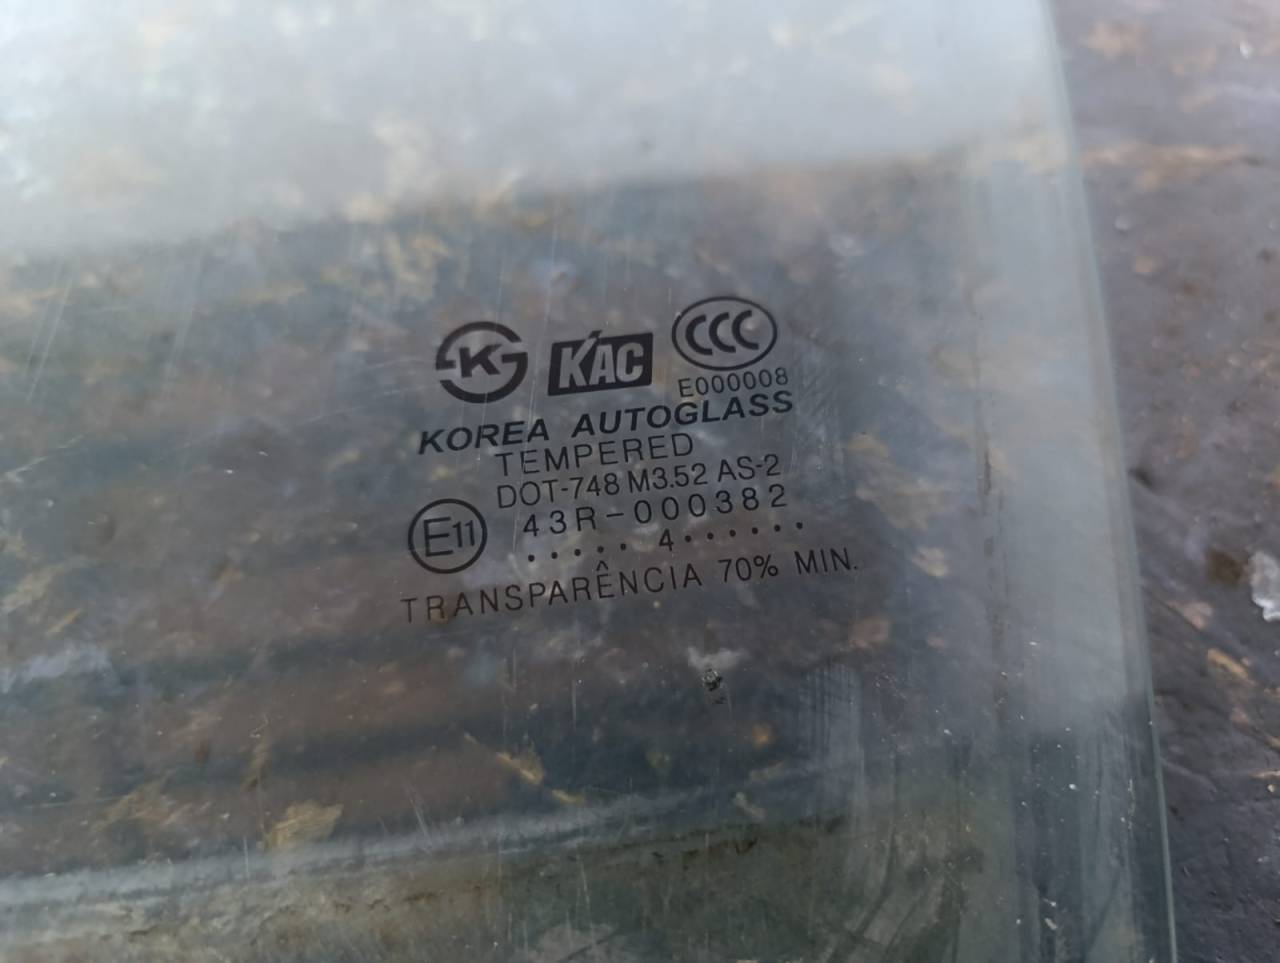 K KAC CCC
E000008
KOREA AUTOGLASS
TEMPERED
DOT-748 M3.52 AS-2
E11 43R-000382
..... 4......
TRANSPARÊNCIA 70% MIN.